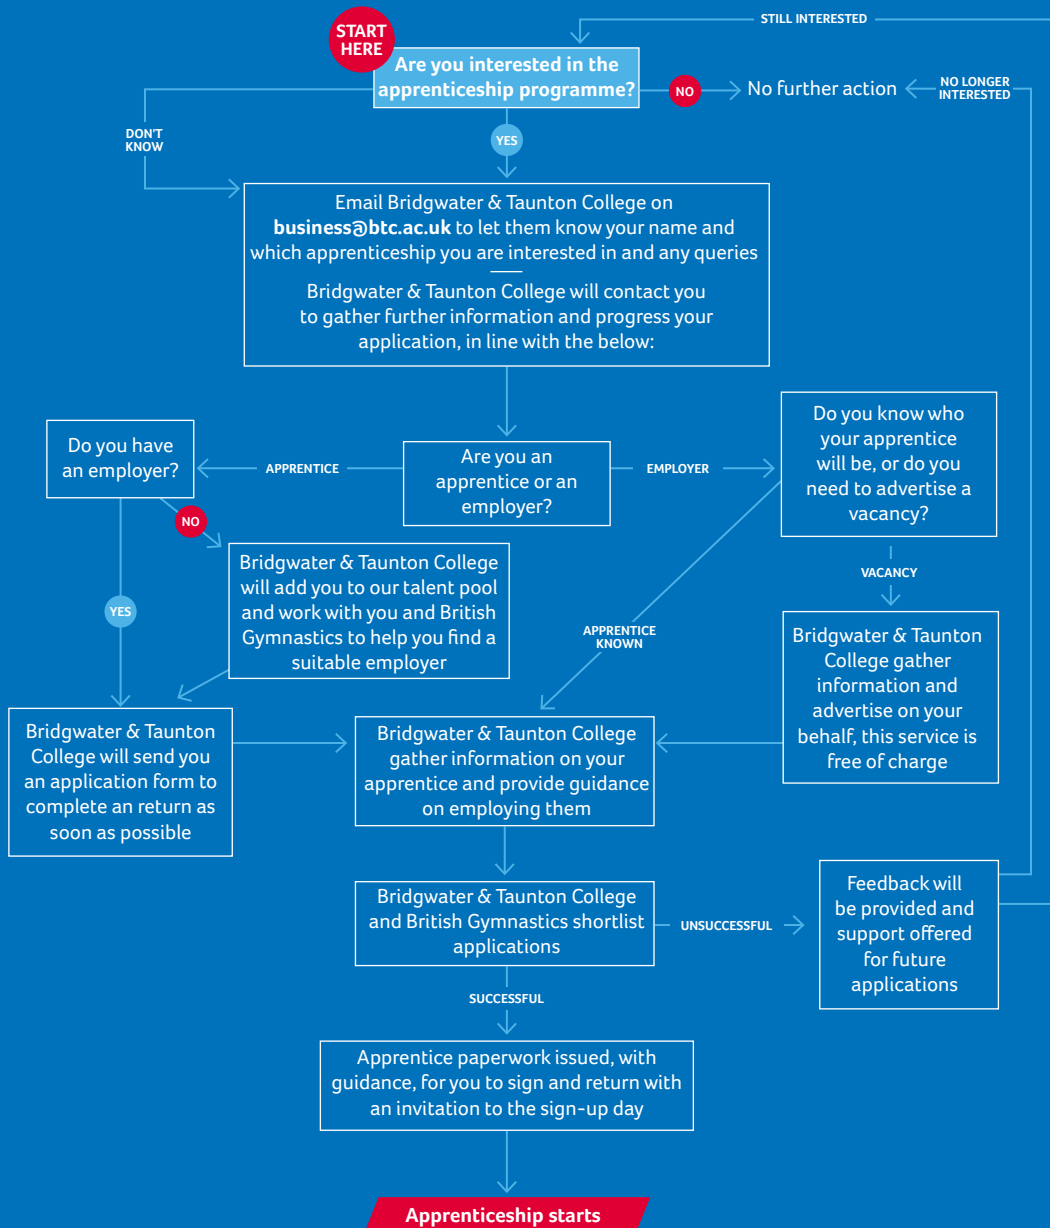 STILL INTERESTED
START
HERE
Are you interested in the
apprenticeship programme?
NO
No further action
NO LONGER
INTERESTED
DON'T
KNOW
YES
Email Bridgwater & Taunton College on
business@btc.ac.uk to let them know your name and
which apprenticeship you are interested in and any queries
Bridgwater & Taunton College will contact you
to gather further information and progress your
application, in line with the below:
Do you have
an employer?
APPRENTICE
Are you an
apprentice or an
employer?
EMPLOYER
Do you know who
your apprentice
will be, or do you
need to advertise a
vacancy?
NO
Bridgwater & Taunton College
will add you to our talent pool
and work with you and British
Gymnastics to help you find a
suitable employer
YES
APPRENTICE
KNOWN
VACANCY
Bridgwater & Taunton
College gather
information and
advertise on your
behalf, this service is
free of charge
Bridgwater & Taunton
College will send you
an application form to
complete an return as
soon as possible
Bridgwater & Taunton College
gather information on your
apprentice and provide guidance
on employing them
Bridgwater & Taunton College
and British Gymnastics shortlist
applications
UNSUCCESSFUL
Feedback will
be provided and
support offered
for future
applications
SUCCESSFUL
Apprentice paperwork issued, with
guidance, for you to sign and return with
an invitation to the sign-up day
Apprenticeship starts